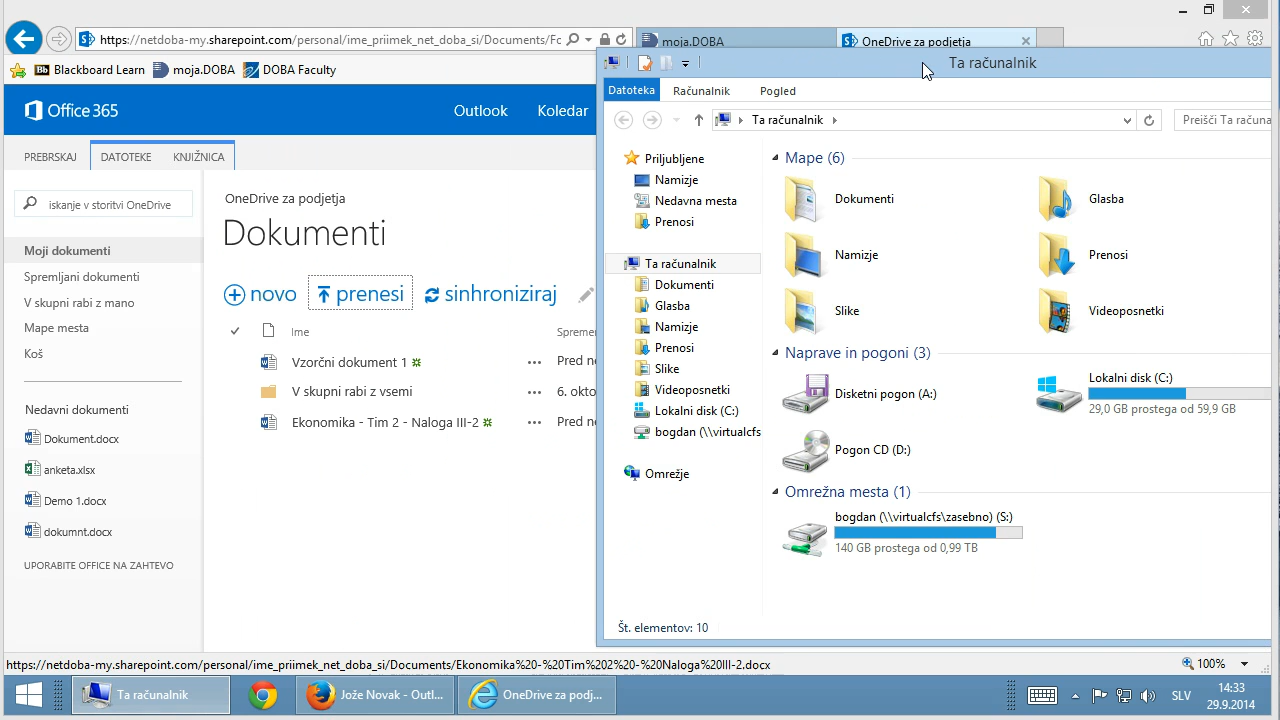 https://netdoba-my.sharepoint.com/personal/ime_priimek_net_doba_si/Documents/Fo
moja.DOBA
OneDrive za podjetja
Blackboard Learn
moja.DOBA
DOBA Faculty
Office 365
Outlook
Koledar
PREBRSKAJ
DATOTEKE
KNJIŽNICA
iskanje v storitvi OneDrive
Moji dokumenti
Spremljani dokumenti
V skupni rabi z mano
Mape mesta
Koš
Nedavni dokumenti
Dokument.docx
anketa.xlsx
Demo 1.docx
dokumnt.docx
UPORABITE OFFICE NA ZAHTEVO
OneDrive za podjetja
Dokumenti
novo
prenesi
sinhroniziraj
Ime
Spremen
Vzorčni dokument 1
Pred ne
V skupni rabi z vsemi
6. okto
Ekonomika - Tim 2 - Naloga III-2
Pred ne
Ta računalnik
Datoteka
Računalnik
Pogled
Ta računalnik
Preišči Ta računa
Priljubljene
Namizje
Nedavna mesta
Prenosi
Ta računalnik
Dokumenti
Glasba
Namizje
Prenosi
Slike
Videoposnetki
Lokalni disk (C:)
bogdan (\\virtualcfs
Omrežje
Mape (6)
Dokumenti
Glasba
Namizje
Prenosi
Slike
Videoposnetki
Naprave in pogoni (3)
Disketni pogon (A:)
Lokalni disk (C:)
29,0 GB prostega od 59,9 GB
Pogon CD (D:)
Omrežna mesta (1)
bogdan (\\virtualcfs\zasebno) (S:)
140 GB prostega od 0,99 TB
Št. elementov: 10
https://netdoba-my.sharepoint.com/personal/ime_priimek_net_doba_si/Documents/Ekonomika%20-%20Tim%202%20-%20Naloga%20III-2.docx
100%
Ta računalnik
Jože Novak - Outl...
OneDrive za podj...
SLV
14:33
29.9.2014